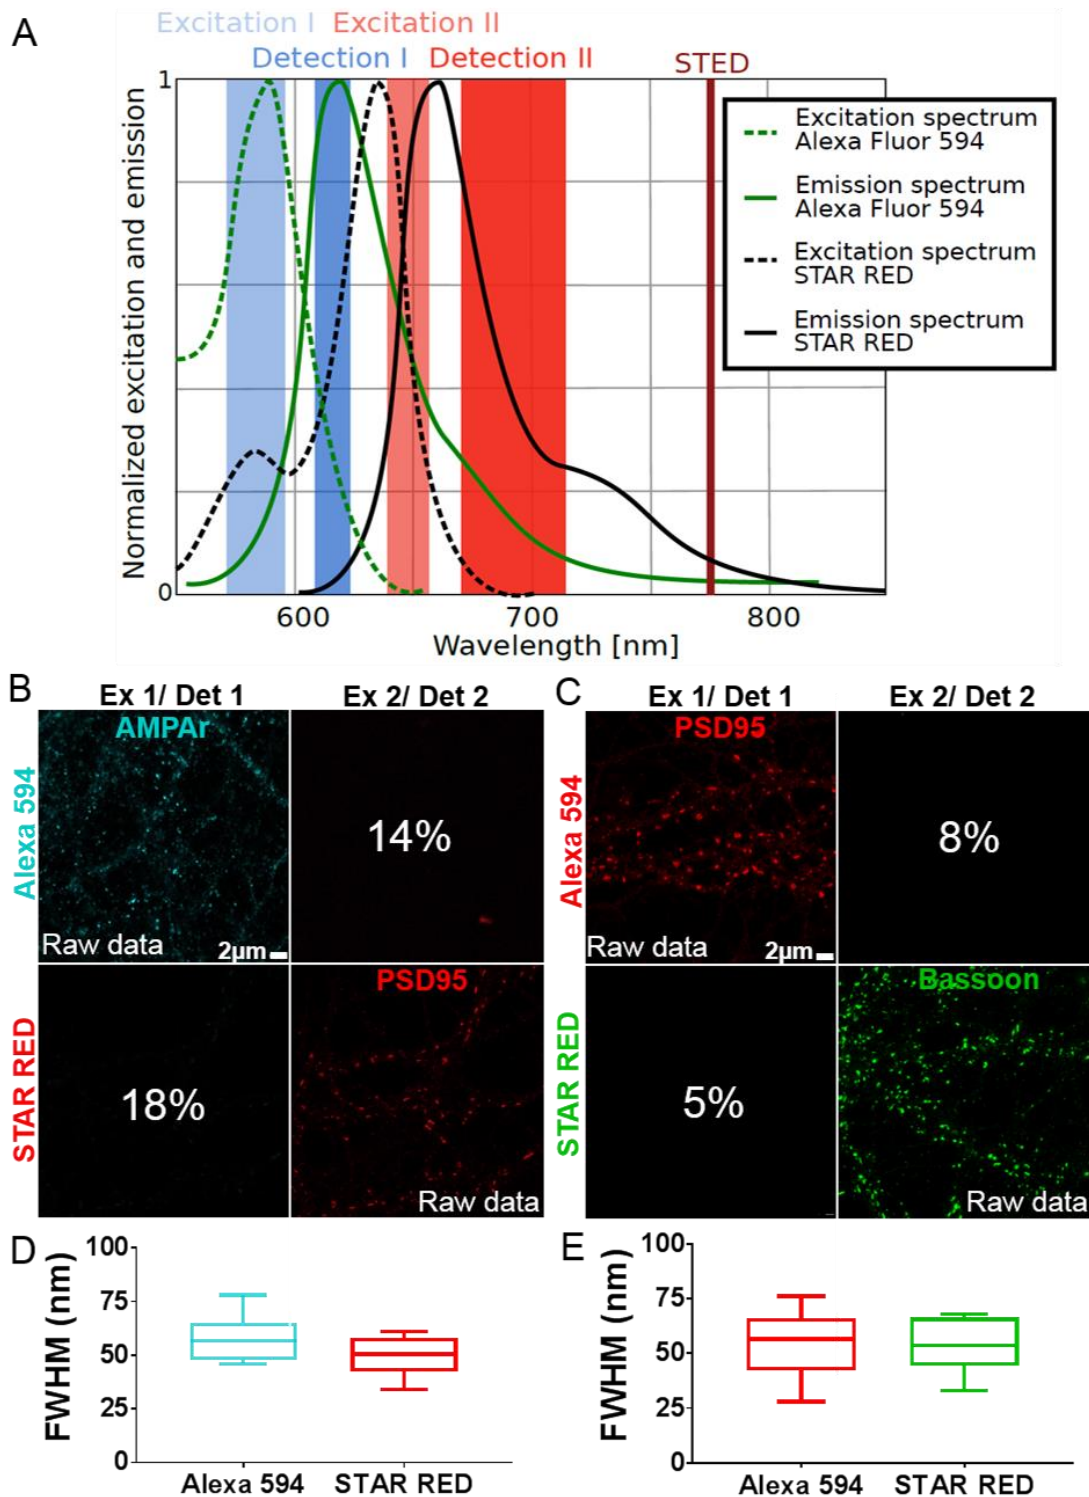 A
Excitation I Excitation II
Detection I Detection II
STED
1
Normalized excitation and emission
0
600 700 800
Wavelength [nm]
Excitation spectrum
Alexa Fluor 594
Emission spectrum
Alexa Fluor 594
Excitation spectrum
STAR RED
Emission spectrum
STAR RED
B
Ex 1/ Det 1 Ex 2/ Det 2
Alexa 594
AMPAr
Raw data 2µm
14%
STAR RED
18%
PSD95
Raw data
C
Ex 1/ Det 1 Ex 2/ Det 2
Alexa 594
PSD95
Raw data 2µm
8%
STAR RED
5%
Bassoon
Raw data
D
FWHM (nm)
100
75
50
25
0
Alexa 594 STAR RED
E
FWHM (nm)
100
75
50
25
0
Alexa 594 STAR RED